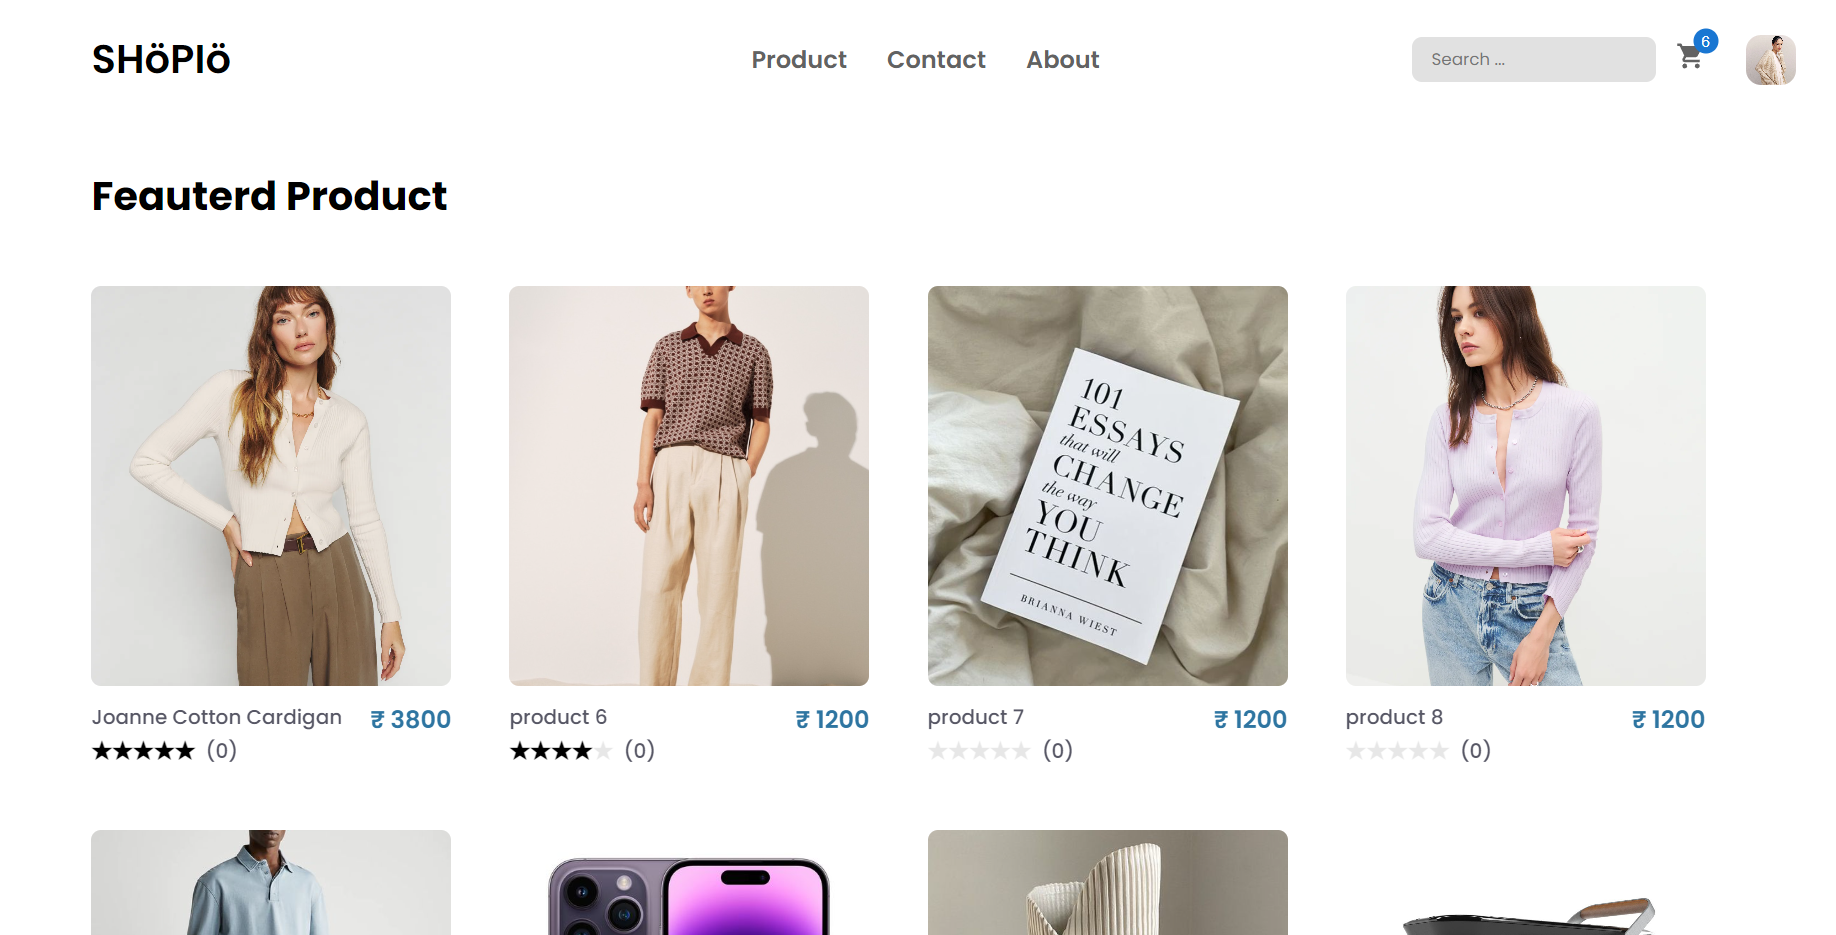 SHöPlö
Product Contact About
Search ...
6
Feauterd Product
101
ESSAYS
that will
CHANGE
the way
YOU
THINK
BRIANNA WIEST
Joanne Cotton Cardigan ₹ 3800
★★★★★ (0)
product 6 ₹ 1200
★★★★★ (0)
product 7 ₹ 1200
★★★★★ (0)
product 8 ₹ 1200
★★★★★ (0)